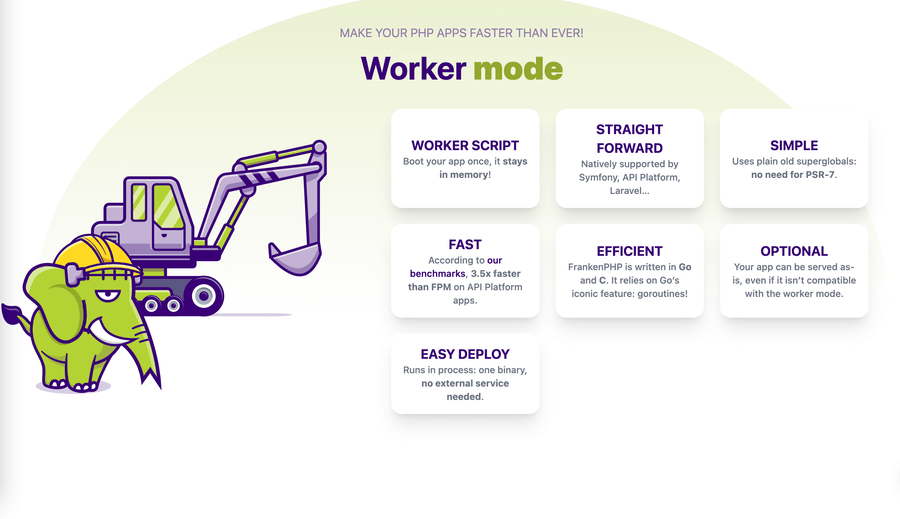 MAKE YOUR PHP APPS FASTER THAN EVER!
Worker mode
WORKER SCRIPT
Boot your app once, it stays
in memory!
STRAIGHT
FORWARD
Natively supported by
Symfony, API Platform,
Laravel...
SIMPLE
Uses plain old superglobals:
no need for PSR-7.
FAST
According to our
benchmarks, 3.5x faster
than FPM on API Platform
apps.
EFFICIENT
FrankenPHP is written in Go
and C. It relies on Go's
iconic feature: goroutines!
OPTIONAL
Your app can be served as-
is, even if it isn't compatible
with the worker mode.
EASY DEPLOY
Runs in process: one binary,
no external service
needed.